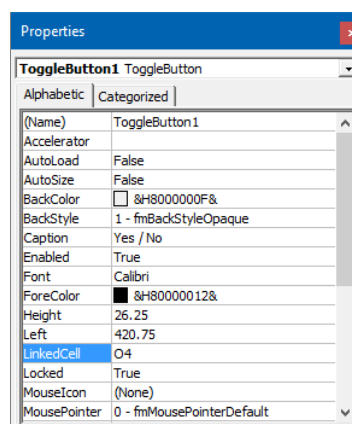 Properties
ToggleButton1 ToggleButton
Alphabetic Categorized
(Name) ToggleButton1
Accelerator
AutoLoad False
AutoSize False
BackColor &H8000000F&
BackStyle 1 - fmBackStyleOpaque
Caption Yes / No
Enabled True
Font Calibri
ForeColor &H80000012&
Height 26.25
Left 420.75
LinkedCell O4
Locked True
MouseIcon (None)
MousePointer 0 - fmMousePointerDefault